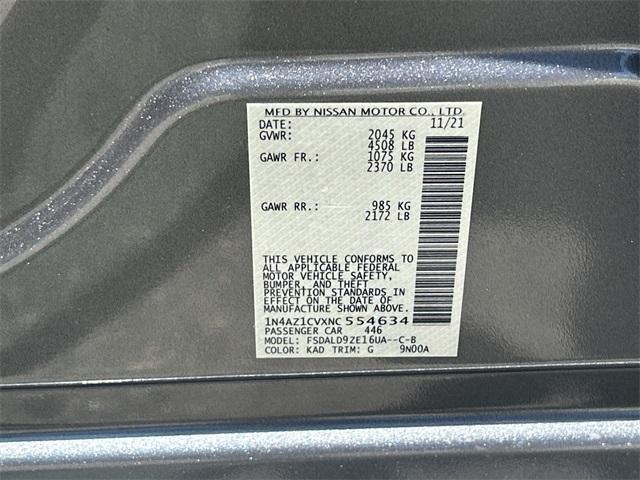 MFD BY NISSAN MOTOR CO., LTD
DATE: 11/21
GVWR: 2045 KG
4508 LB
GAWR FR.: 1075 KG
2370 LB
GAWR RR.: 985 KG
2172 LB
THIS VEHICLE CONFORMS TO
ALL APPLICABLE FEDERAL
MOTOR VEHICLE SAFETY,
BUMPER, AND THEFT
PREVENTION STANDARDS IN
EFFECT ON THE DATE OF
MANUFACTURE SHOWN ABOVE.
1N4AZ1CVXNC554634
PASSENGER CAR 446
MODEL: FSDALD9ZE16UA--C-B
COLOR: KAD TRIM: G 9N00A